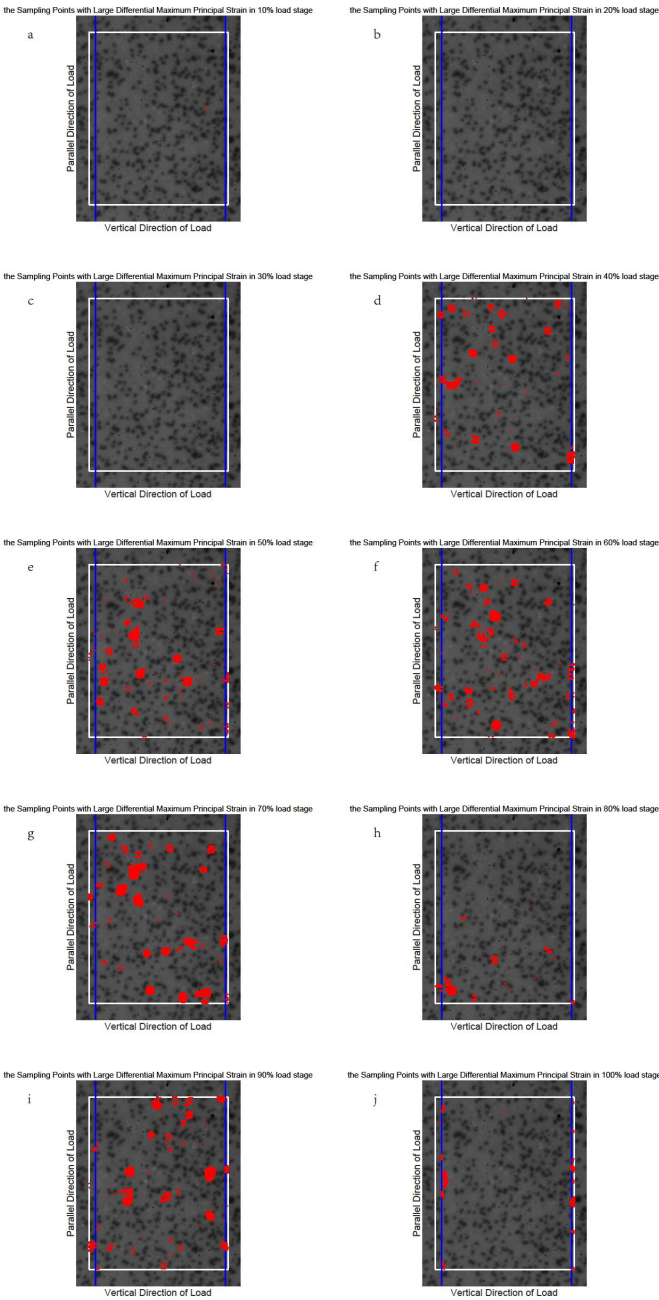 the Sampling Points with Large Differential Maximum Principal Strain in 10% load stage
a
Parallel Direction of Load
Vertical Direction of Load
the Sampling Points with Large Differential Maximum Principal Strain in 20% load stage
b
Parallel Direction of Load
Vertical Direction of Load
the Sampling Points with Large Differential Maximum Principal Strain in 30% load stage
c
Parallel Direction of Load
Vertical Direction of Load
the Sampling Points with Large Differential Maximum Principal Strain in 40% load stage
d
Parallel Direction of Load
Vertical Direction of Load
the Sampling Points with Large Differential Maximum Principal Strain in 50% load stage
e
Parallel Direction of Load
Vertical Direction of Load
the Sampling Points with Large Differential Maximum Principal Strain in 60% load stage
f
Parallel Direction of Load
Vertical Direction of Load
the Sampling Points with Large Differential Maximum Principal Strain in 70% load stage
g
Parallel Direction of Load
Vertical Direction of Load
the Sampling Points with Large Differential Maximum Principal Strain in 80% load stage
h
Parallel Direction of Load
Vertical Direction of Load
the Sampling Points with Large Differential Maximum Principal Strain in 90% load stage
i
Parallel Direction of Load
Vertical Direction of Load
the Sampling Points with Large Differential Maximum Principal Strain in 100% load stage
j
Parallel Direction of Load
Vertical Direction of Load